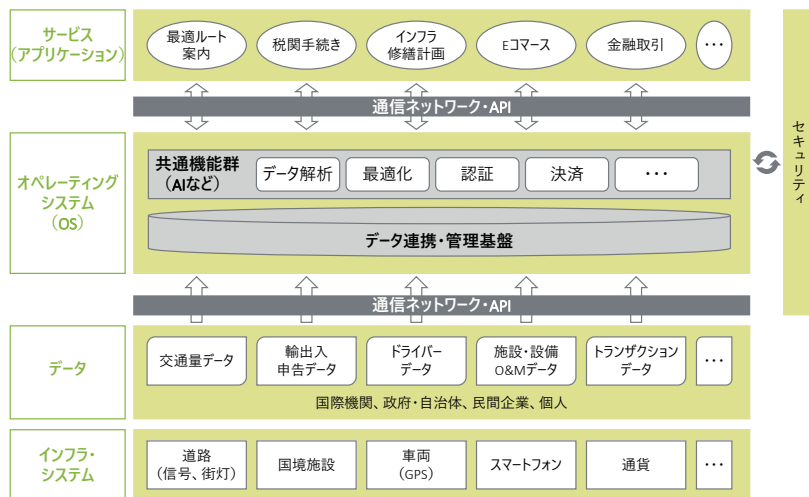 サービス
(アプリケーション)
最適ルート
案内
税関手続き
インフラ
修繕計画
Eコマース
金融取引
…
通信ネットワーク・API
オペレーティング
システム
(OS)
共通機能群
(AIなど)
データ解析
最適化
認証
決済
…
データ連携・管理基盤
通信ネットワーク・API
データ
交通量データ
輸出入
申告データ
ドライバー
データ
施設・設備
O&Mデータ
トランザクション
データ
…
国際機関、政府・自治体、民間企業、個人
インフラ・
システム
道路
(信号、街灯)
国境施設
車両
(GPS)
スマートフォン
通貨
…
セキュリティ